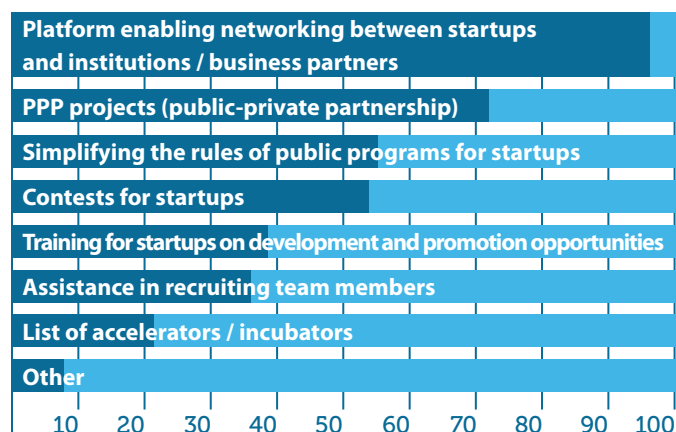 Platform enabling networking between startups
and institutions / business partners
PPP projects (public-private partnership)
Simplifying the rules of public programs for startups
Contests for startups
Training for startups on development and promotion opportunities
Assistance in recruiting team members
List of accelerators / incubators
Other
10 20 30 40 50 60 70 80 90 100